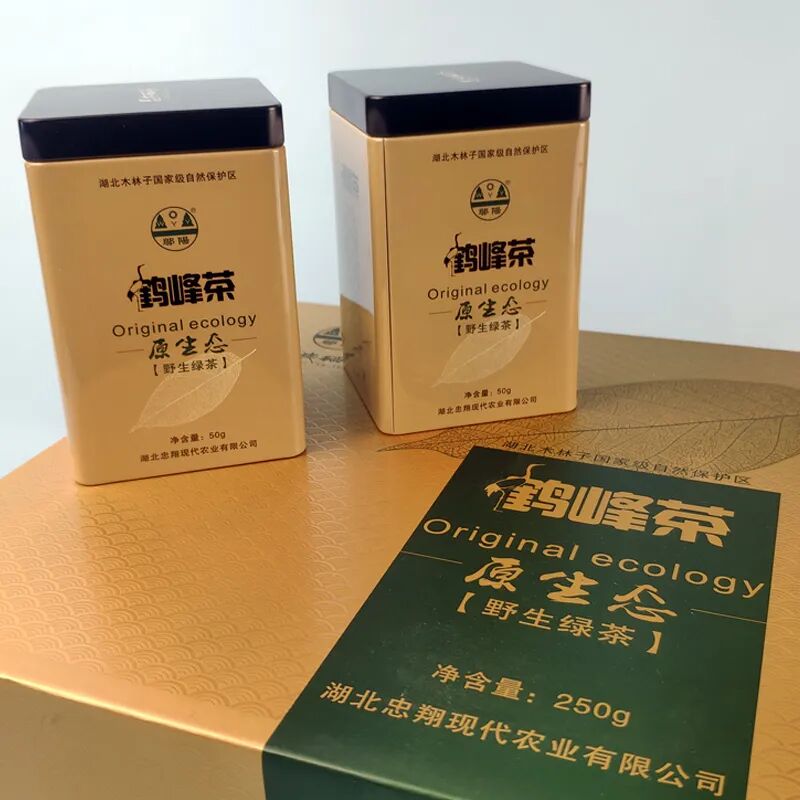 湖北木林子国家级自然保护区
鄔陽
鹤峰茶
Original ecology
原生态
【野生绿茶】
净含量：50g
湖北忠翔现代农业有限公司
湖北木林子国家级自然保护区
鄔陽
鹤峰茶
Original ecology
原生态
【野生绿茶】
净含量：50g
湖北忠翔现代农业有限公司
湖北木林子国家级自然保护区
鹤峰茶
Original ecology
原生态
【野生绿茶】
净含量：250g
湖北忠翔现代农业有限公司